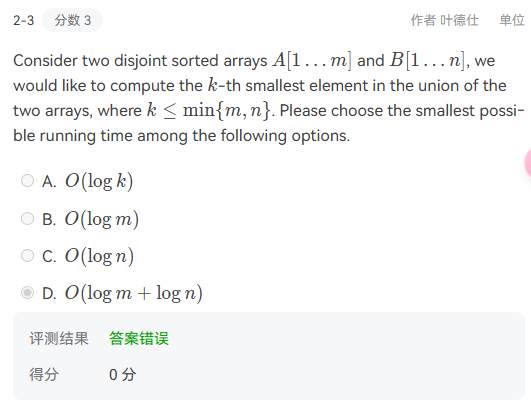 2-3 分数 3 作者 叶德仕 单位
Consider two disjoint sorted arrays A[1…m] and B[1…n], we
would like to compute the k-th smallest element in the union of the
two arrays, where k ≤ min{m, n}. Please choose the smallest possi-
ble running time among the following options.
A. O(log k)
B. O(log m)
C. O(log n)
D. O(log m + log n)
评测结果 答案错误
得分 0 分